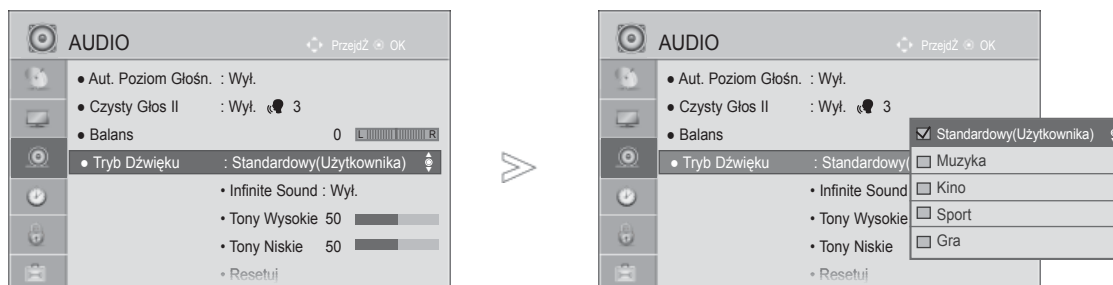 AUDIO
PrzejdŹ OK
• Aut. Poziom Głośn. : Wył.
• Czysty Głos II : Wył. 3
• Balans 0 L R
• Tryb Dźwięku : Standardowy(Użytkownika)
• Infinite Sound : Wył.
• Tony Wysokie 50
• Tony Niskie 50
• Resetuj
AUDIO
PrzejdŹ OK
• Aut. Poziom Głośn. : Wył.
• Czysty Głos II : Wył. 3
• Balans
• Tryb Dźwięku : Standardowy(
• Infinite Sound
• Tony Wysokie
• Tony Niskie
• Resetuj
Standardowy(Użytkownika)
Muzyka
Kino
Sport
Gra